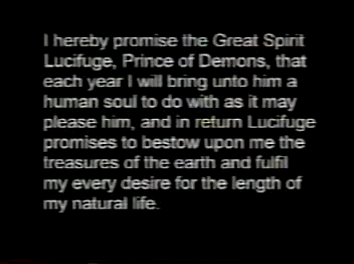 I hereby promise the Great Spirit
Lucifuge, Prince of Demons, that
each year I will bring unto him a
human soul to do with as it may
please him, and in return Lucifuge
promises to bestow upon me the
treasures of the earth and fulfil
my every desire for the length of
my natural life.